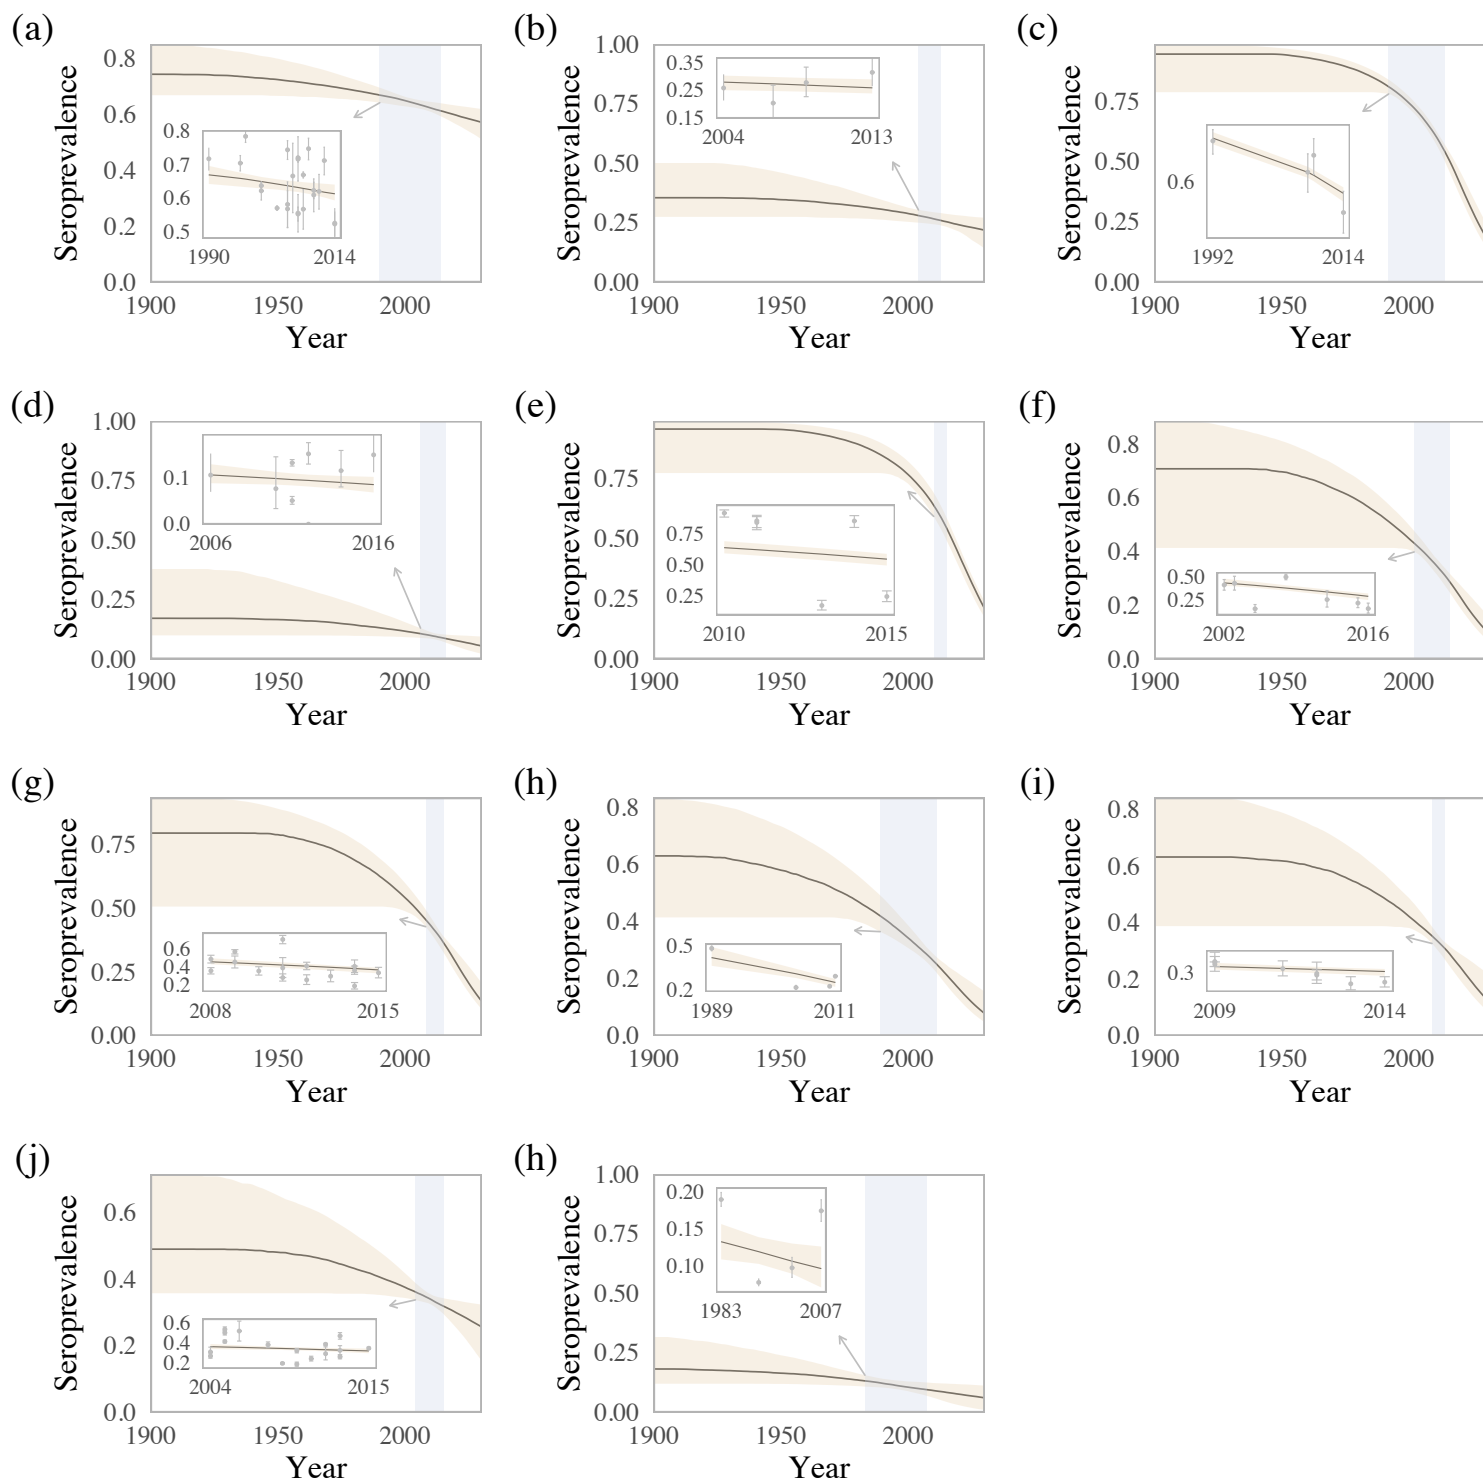 (a)
Seroprevalence
0.8
0.6
0.4
0.2
0.0
0.8
0.7
0.6
0.5
1990 2014
1900 1950 2000
Year
(b)
Seroprevalence
1.00
0.75
0.50
0.25
0.00
0.35
0.25
0.15
2004 2013
1900 1950 2000
Year
(c)
Seroprevalence
0.75
0.50
0.25
0.00
0.6
1992 2014
1900 1950 2000
Year
(d)
Seroprevalence
1.00
0.75
0.50
0.25
0.00
0.1
0.0
2006 2016
1900 1950 2000
Year
(e)
Seroprevalence
0.75
0.50
0.25
0.00
0.75
0.50
0.25
2010 2015
1900 1950 2000
Year
(f)
Seroprevalence
0.8
0.6
0.4
0.2
0.0
0.50
0.25
2002 2016
1900 1950 2000
Year
(g)
Seroprevalence
0.75
0.50
0.25
0.00
0.6
0.4
0.2
2008 2015
1900 1950 2000
Year
(h)
Seroprevalence
0.8
0.6
0.4
0.2
0.0
0.5
0.2
1989 2011
1900 1950 2000
Year
(i)
Seroprevalence
0.8
0.6
0.4
0.2
0.0
0.3
2009 2014
1900 1950 2000
Year
(j)
Seroprevalence
0.6
0.4
0.2
0.0
0.6
0.4
0.2
2004 2015
1900 1950 2000
Year
(h)
Seroprevalence
1.00
0.75
0.50
0.25
0.00
0.20
0.15
0.10
1983 2007
1900 1950 2000
Year